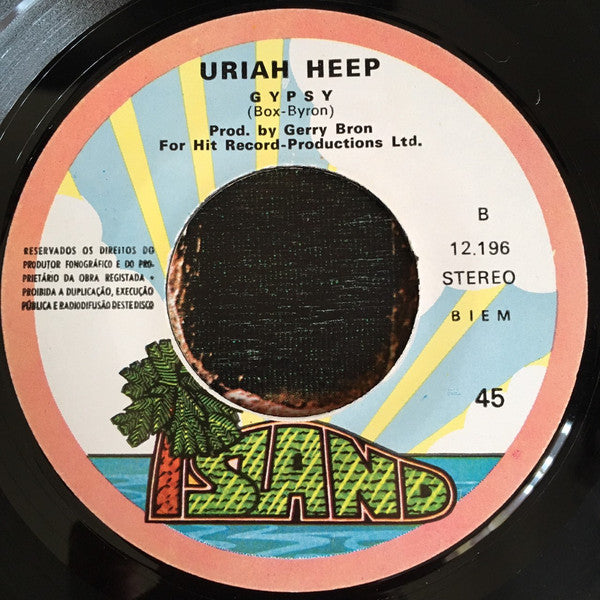 URIAH HEEP
GYPSY
(Box-Byron)
Prod. by Gerry Bron
For Hit Record-Productions Ltd.
RESERVADOS OS DIREITOS DO
PRODUTOR FONOGRÁFICO E DO PRO-
PRIETÁRIO DA OBRA REGISTADA •
PROIBIDA A DUPLICAÇÃO, EXECUÇÃO
PÚBLICA E RADIODIFUSÃO DESTE DISCO
B
12.196
STEREO
BIEM
45
ISLAND